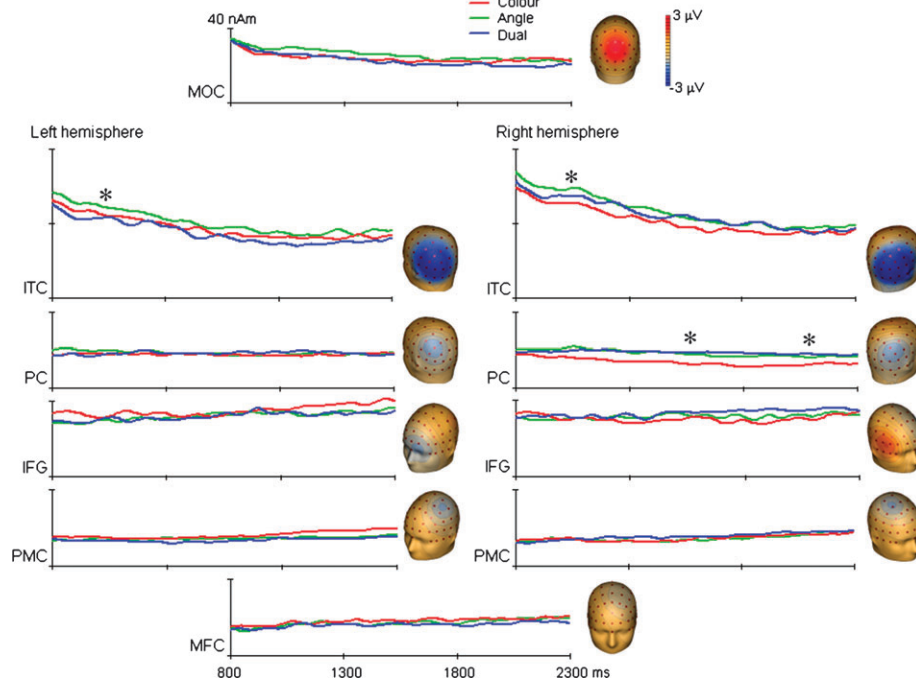 Colour
40 nAm
Angle
Dual
3 µV
-3 µV
MOC
Left hemisphere
Right hemisphere
*
*
ITC
ITC
*
*
PC
PC
IFG
IFG
PMC
PMC
MFC
800
1300
1800
2300 ms